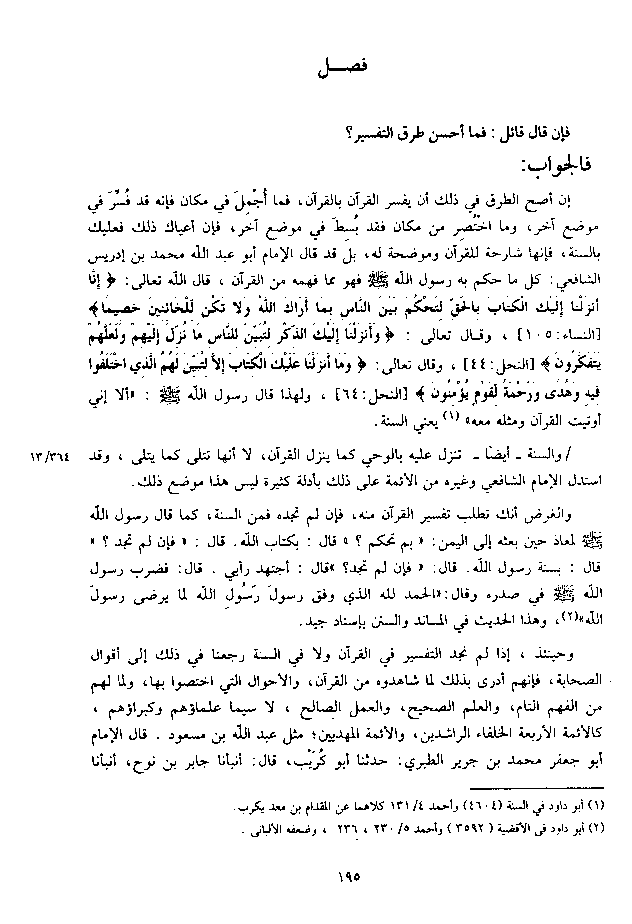 فصــل
فإن قال قائل : فما أحسن طرق التفسير؟
فالجواب:
إن أصح الطرق في ذلك أن يفسر القرآن بالقرآن، فما أُجْمِلَ في مكان فإنه قد فُسِّرَ في
موضع آخر، وما اخْتُصر من مكان فقد بُسِطَ في موضع آخر، فإن أعياك ذلك فعليك
بالسنة، فإنها شارحة للقرآن وموضحة له، بل قد قال الإمام أبو عبد الله محمد بن إدريس
الشافعي: كل ما حكم به رسول الله ﷺ فهو مما فهمه من القرآن ، قال الله تعالى: ﴿ إِنَّا
أَنزَلْنَا إِلَيْكَ الْكِتَابَ بِالْحَقِّ لِتَحْكُمَ بَيْنَ النَّاسِ بِمَا أَرَاكَ اللَّهُ وَلا تَكُن لِّلْخَائِنِينَ خَصِيمًا﴾
[النساء:١٠٥] ، وقال تعالى : ﴿ وَأَنزَلْنَا إِلَيْكَ الذِّكْرَ لِتُبَيِّنَ لِلنَّاسِ مَا نُزِّلَ إِلَيْهِمْ وَلَعَلَّهُمْ
يَتَفَكَّرُونَ ﴾ [النحل:٤٤] ، وقال تعالى: ﴿ وَمَا أَنزَلْنَا عَلَيْكَ الْكِتَابَ إِلاَّ لِتُبَيِّنَ لَهُمُ الَّذِي اخْتَلَفُوا
فِيهِ وَهُدًى وَرَحْمَةً لِّقَوْمٍ يُؤْمِنُونَ ﴾ [النحل:٦٤] ، ولهذا قال رسول الله ﷺ : «ألا إني
أوتيت القرآن ومثله معه» (١) يعني السنة.
/ والسنة ـ أيضًا ـ تنزل عليه بالوحي كما ينزل القرآن، لا أنها تتلى كما يتلى ، وقد ١٣/٣٦٤
استدل الإمام الشافعي وغيره من الأئمة على ذلك بأدلة كثيرة ليس هذا موضع ذلك.
والغرض أنك تطلب تفسير القرآن منه، فإن لم تجده فمن السنة، كما قال رسول الله
ﷺ لمعاذ حين بعثه إلى اليمن: « بم تحكم ؟ » قال : بكتاب الله. قال : « فإن لم تجد ؟ »
قال : بسنة رسول الله. قال: « فإن لم تجد؟ »قال : أجتهد رأيي . قال: فضرب رسول
الله ﷺ في صدره وقال:«الحمد لله الذي وفق رسولَ رَسُولِ الله لما يرضى رسولَ
الله»(٢)، وهذا الحديث في المساند والسنن بإسناد جيد.
وحينئذ ، إذا لم نجد التفسير في القرآن ولا في السنة رجعنا في ذلك إلى أقوال
الصحابة، فإنهم أدرى بذلك لما شاهدوه من القرآن، والأحوال التي اختصوا بها، ولما لهم
من الفهم التام، والعلم الصحيح، والعمل الصالح ، لا سيما علماؤهم وكبراؤهم ،
كالأئمة الأربعة الخلفاء الراشدين، والأئمة المهديين؛ مثل عبد الله بن مسعود . قال الإمام
أبو جعفر محمد بن جرير الطبري: حدثنا أبو كُرَيْب، قال: أنبأنا جابر بن نوح، أنبأنا
(١) أبو داود في السنة (٤٦٠٤) وأحمد ٤/ ١٣١ كلاهما عن المقدام بن معد يكرب.
(٢) أبو داود في الأقضية ( ٣٥٩٢ ) وأحمد ٥/ ٢٣٠ ، ٢٣٦ ، وضعفه الألباني .
١٩٥